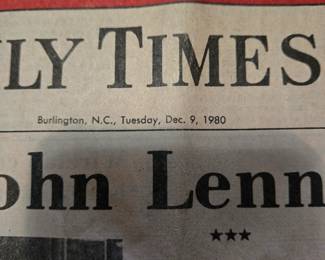 LY TIMES
Burlington, N.C., Tuesday, Dec. 9, 1980
ohn Lenn
★★★